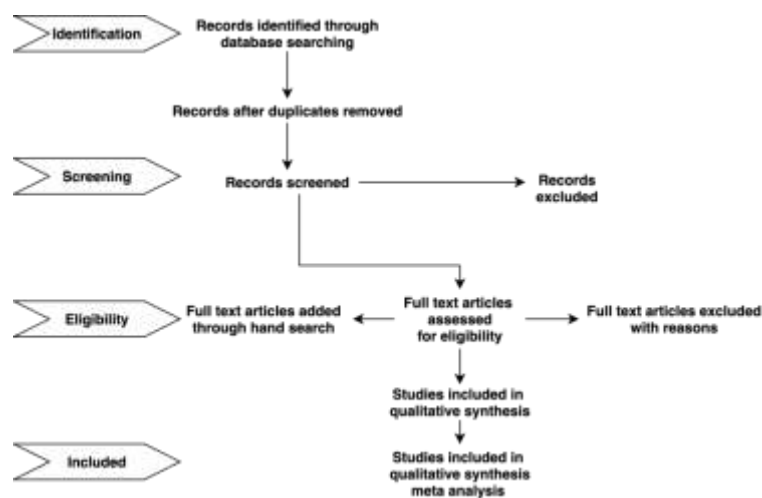 Identification
Records identified through
database searching
Records after duplicates removed
Screening
Records screened
Records
excluded
Eligibility
Full text articles added
through hand search
Full text articles
assessed
for eligibility
Full text articles excluded
with reasons
Studies included in
qualitative synthesis
Included
Studies included in
qualitative synthesis
meta analysis